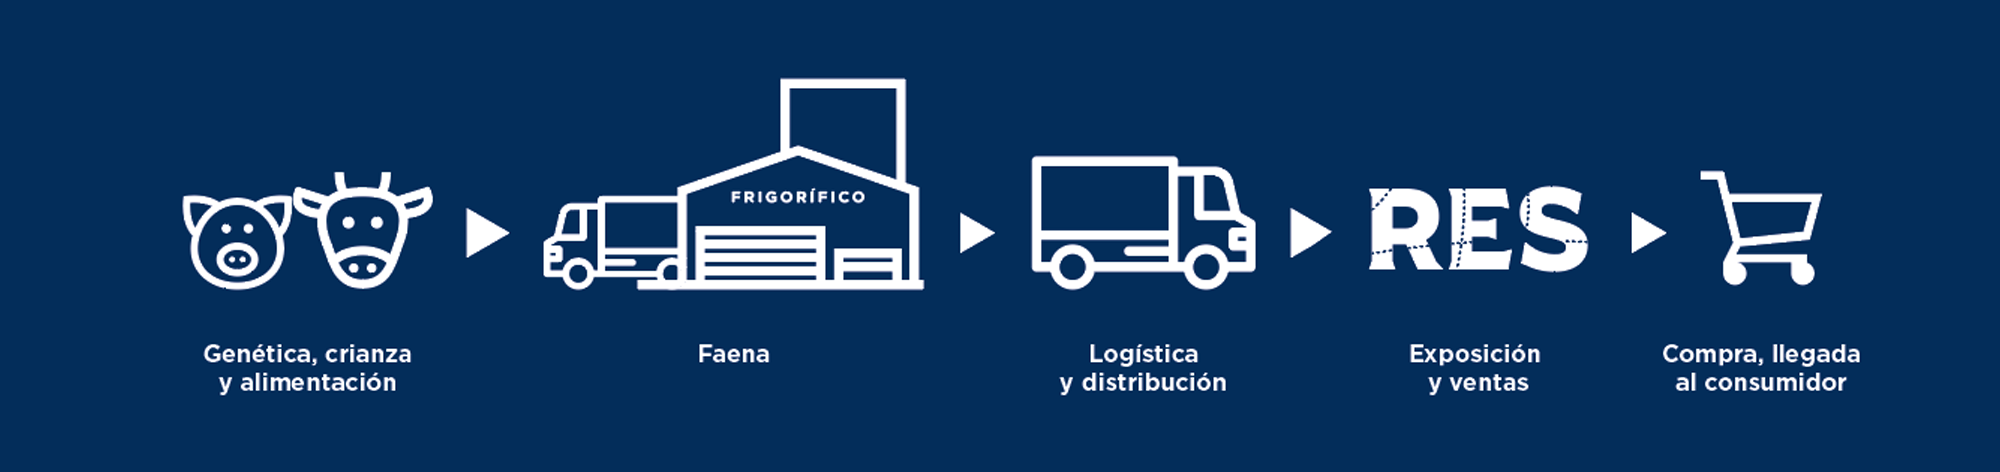 FRIGORÍFICO
RES
Genética, crianza
y alimentación
Faena
Logística
y distribución
Exposición
y ventas
Compra, llegada
al consumidor